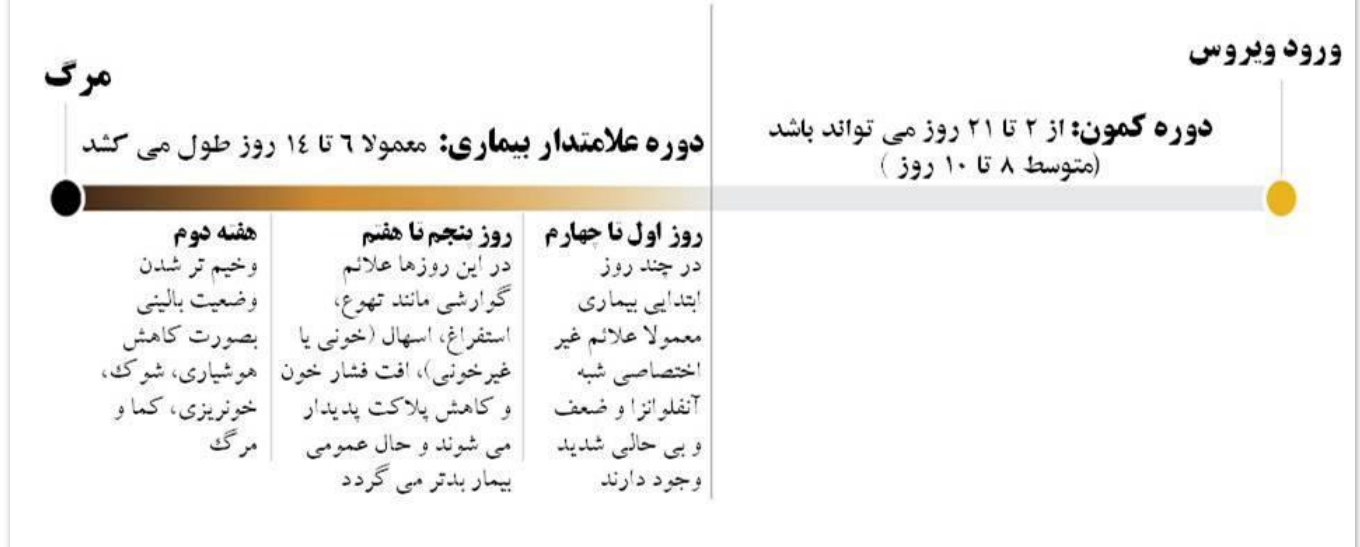 ورود ویروس
دوره کمون: از ۲ تا ۲۱ روز می تواند باشد
(متوسط ۸ تا ۱۰ روز )
مرگ
دوره علامتدار بیماری: معمولا ٦ تا ١٤ روز طول می کشد
روز اول تا چهارم
در چند روز
ابتدایی بیماری
معمولا علائم غیر
اختصاصی شبه
آنفلوانزا و ضعف
و بی حالی شدید
وجود دارند
روز پنجم تا هفتم
در این روزها علائم
گوارشی مانند تهوع،
استفراغ، اسهال (خونی یا
غیرخونی)، افت فشار خون
و کاهش پلاکت پدیدار
می شوند و حال عمومی
بیمار بدتر می گردد
هفته دوم
وخیم تر شدن
وضعیت بالینی
بصورت کاهش
هوشیاری، شوک،
خونریزی، کما و
مرگ